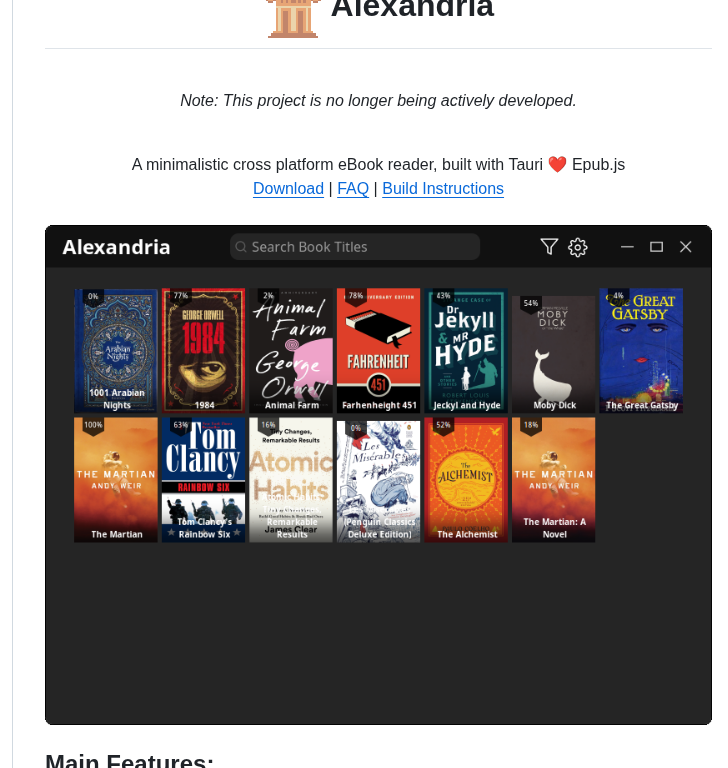 Alexandria
Note: This project is no longer being actively developed.
A minimalistic cross platform eBook reader, built with Tauri ❤️ Epub.js
Download | FAQ | Build Instructions
Alexandria
Search Book Titles
0%
Arabian
Nights
1001 Arabian
Nights
77%
GEORGE ORWELL
1984
1984
2%
Animal
Farm
George
Orwell
Animal Farm
78%
FAHRENHEIT
451
Farhenheight 451
43%
Dr
Jekyll
& MR
HYDE
Jeckyl and Hyde
54%
MOBY
DICK
Moby Dick
4%
GREAT
GATSBY
The Great Gatsby
100%
THE MARTIAN
ANDY WEIR
The Martian
63%
Tom
Clancy
RAINBOW SIX
Tom Clancy's
Rainbow Six
16%
Tiny Changes,
Remarkable Results
Atomic
Habits
Remarkable
Results
James Clear
0%
Les
Misérables
(Penguin Classics
Deluxe Edition)
52%
The
ALCHEMIST
The Alchemist
18%
THE MARTIAN
ANDY WEIR
The Martian: A
Novel
Main Features: